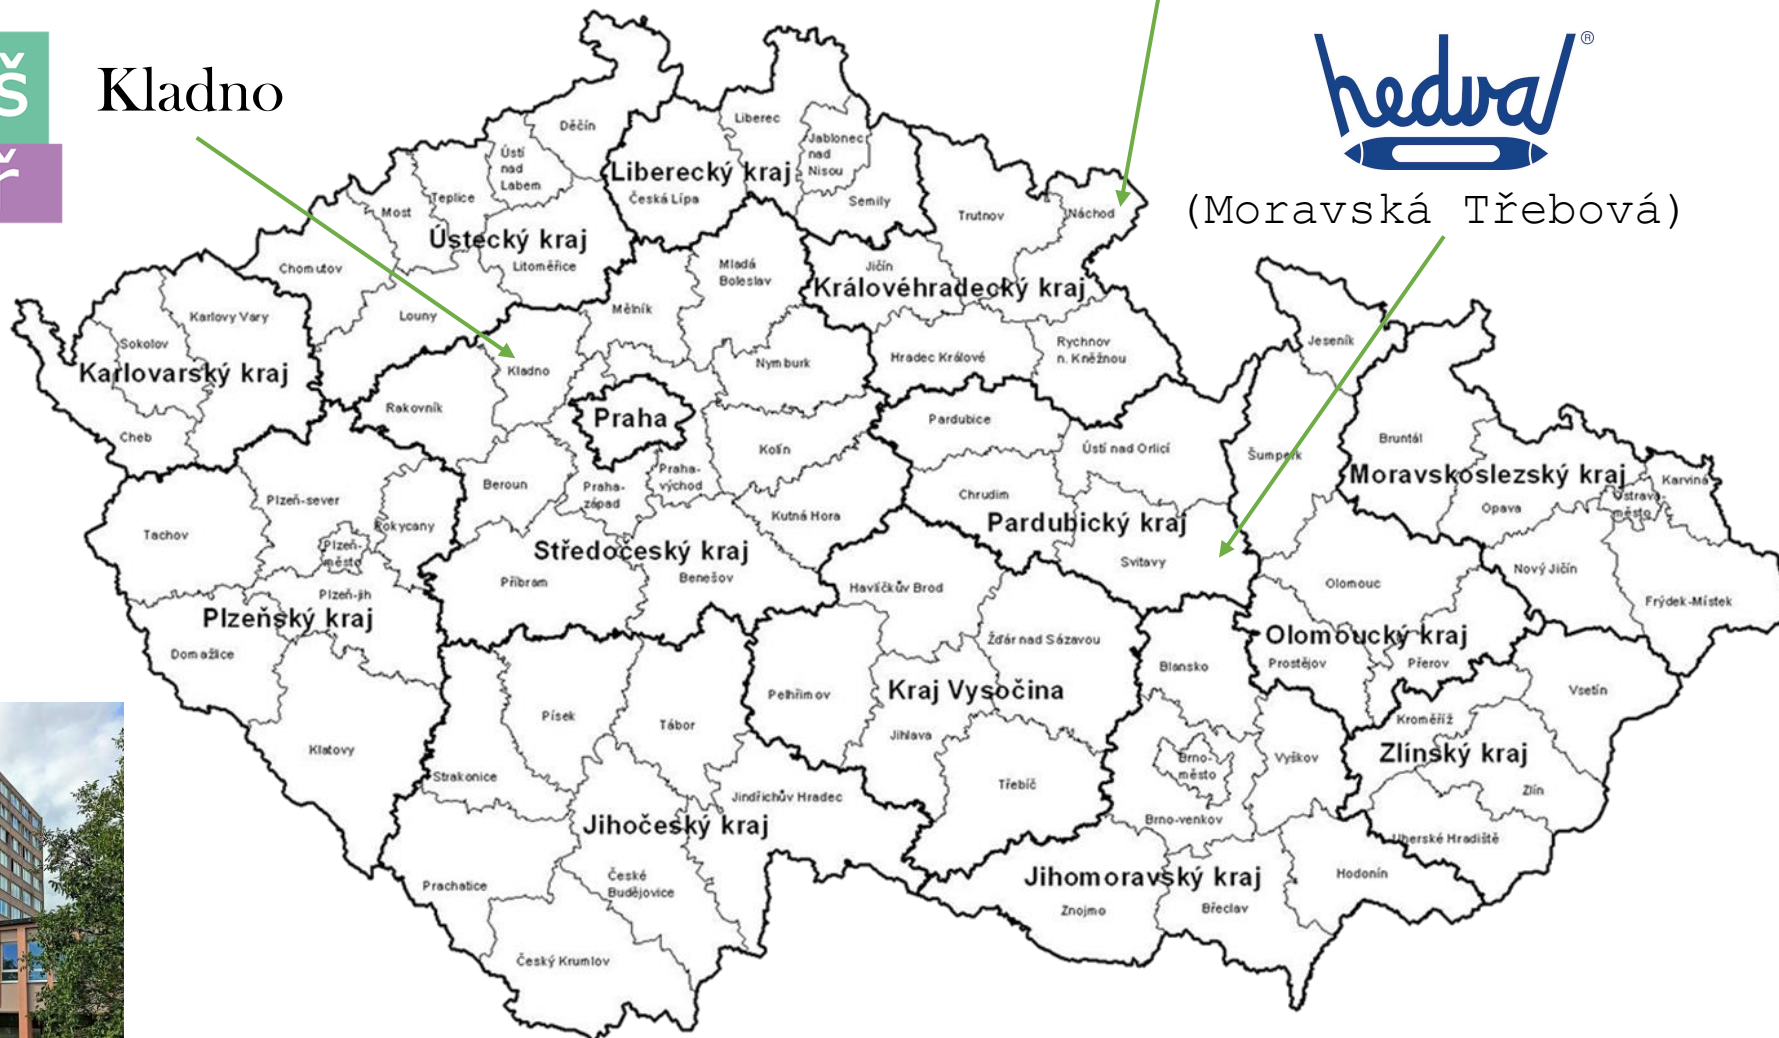 Š
Ř
Kladno
hedva ®
(Moravská Třebová)
Děčín
Liberec
Ústí
nad
Labem
Jablonec
nad
Nisou
Liberecký kraj
Česká Lípa
Teplice
Most
Semily
Trutnov
Náchod
Ústecký kraj
Litoměřice
Chomutov
Mladá
Boleslav
Jičín
Královéhradecký kraj
Mělník
Louny
Karlovy Vary
Sokolov
Karlovarský kraj
Cheb
Kladno
Nymburk
Hradec Králové
Rychnov
n. Kněžnou
Jeseník
Rakovník
Praha
Pardubice
Kolín
Ústí nad Orlicí
Šumperk
Bruntál
Moravskoslezský kraj
Karviná
Ostrava-
město
Opava
Beroun
Praha-
západ
Praha-
východ
Plzeň-sever
Rokycany
Tachov
Plzeň-
město
Kutná Hora
Chrudim
Pardubický kraj
Svitavy
Středočeský kraj
Příbram
Benešov
Havlíčkův Brod
Olomouc
Nový Jičín
Frýdek-Místek
Plzeň-jih
Plzeňský kraj
Domažlice
Žďár nad Sázavou
Olomoucký kraj
Prostějov
Přerov
Blansko
Pelhřimov
Kraj Vysočina
Vsetín
Klatovy
Písek
Tábor
Jihlava
Kroměříž
Zlínský kraj
Zlín
Vyškov
Brno-
město
Strakonice
Jindřichův Hradec
Třebíč
Brno-venkov
Jihočeský kraj
Uherské Hradiště
Prachatice
České
Budějovice
Jihomoravský kraj
Hodonín
Znojmo
Břeclav
Český Krumlov